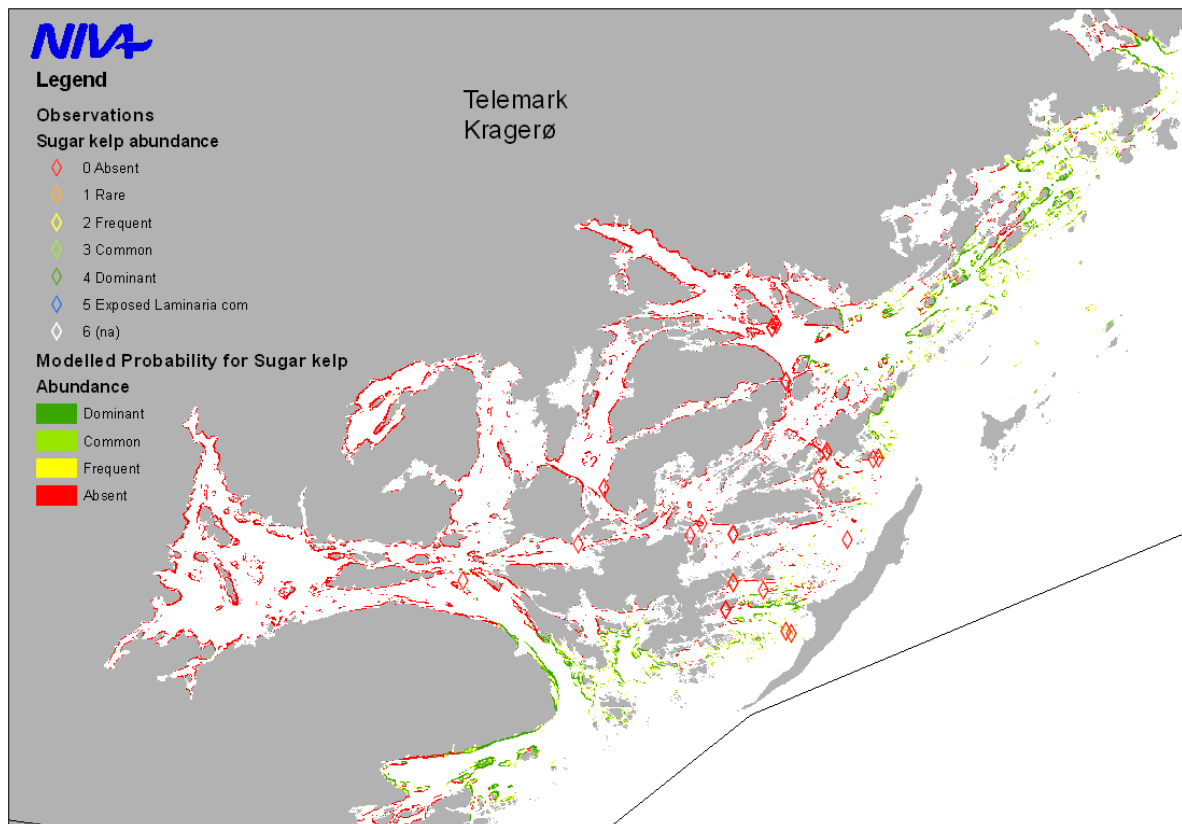 NIVA
Legend
Observations
Sugar kelp abundance
0 Absent
1 Rare
2 Frequent
3 Common
4 Dominant
5 Exposed Laminaria com
6 (na)
Modelled Probability for Sugar kelp
Abundance
Dominant
Common
Frequent
Absent
Telemark
Kragerø